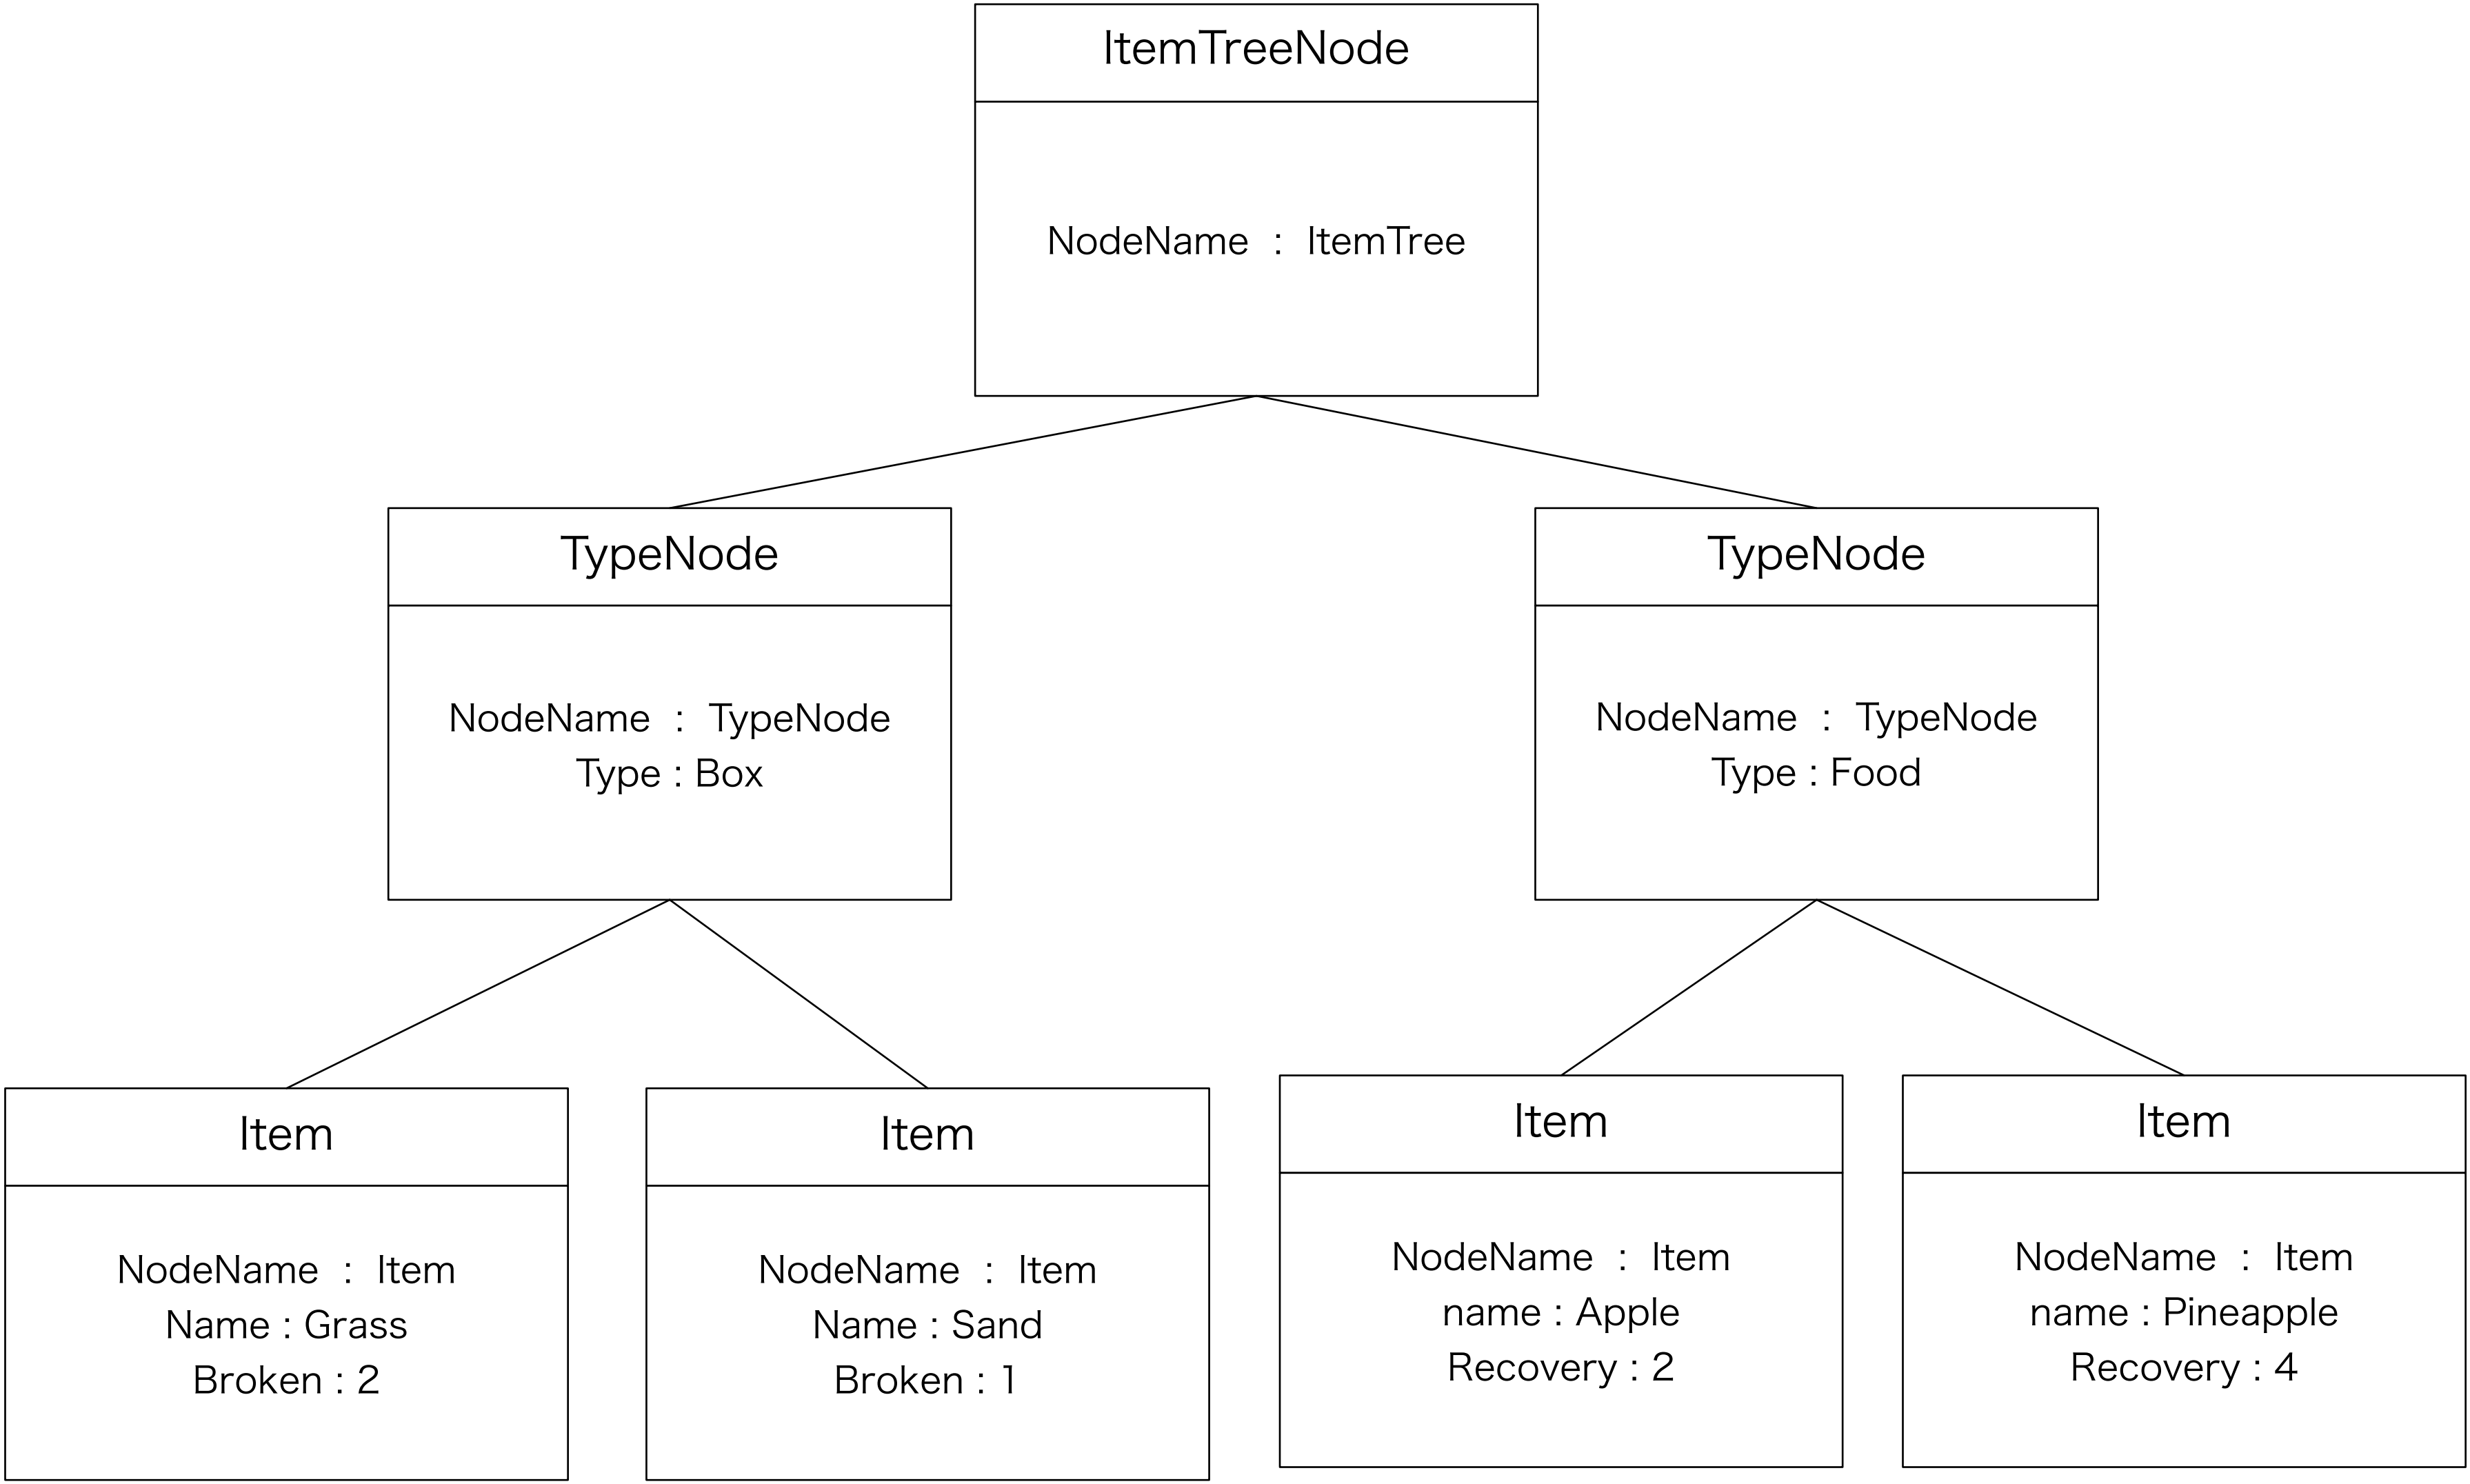 ItemTreeNode
NodeName : ItemTree
TypeNode
NodeName : TypeNode
Type : Box
TypeNode
NodeName : TypeNode
Type : Food
Item
NodeName : Item
Name : Grass
Broken : 2
Item
NodeName : Item
Name : Sand
Broken : 1
Item
NodeName : Item
name : Apple
Recovery : 2
Item
NodeName : Item
name : Pineapple
Recovery : 4